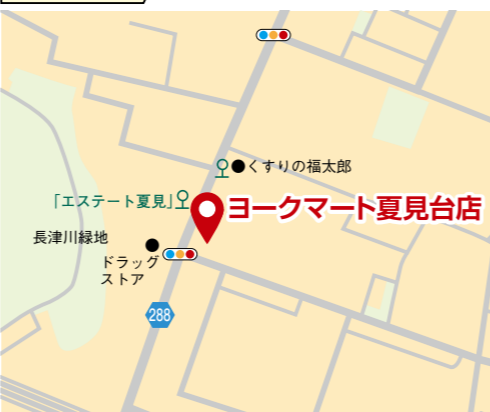 くすりの福太郎
「エステート夏見」
ヨークマート夏見台店
長津川緑地
ドラッグ
ストア
288